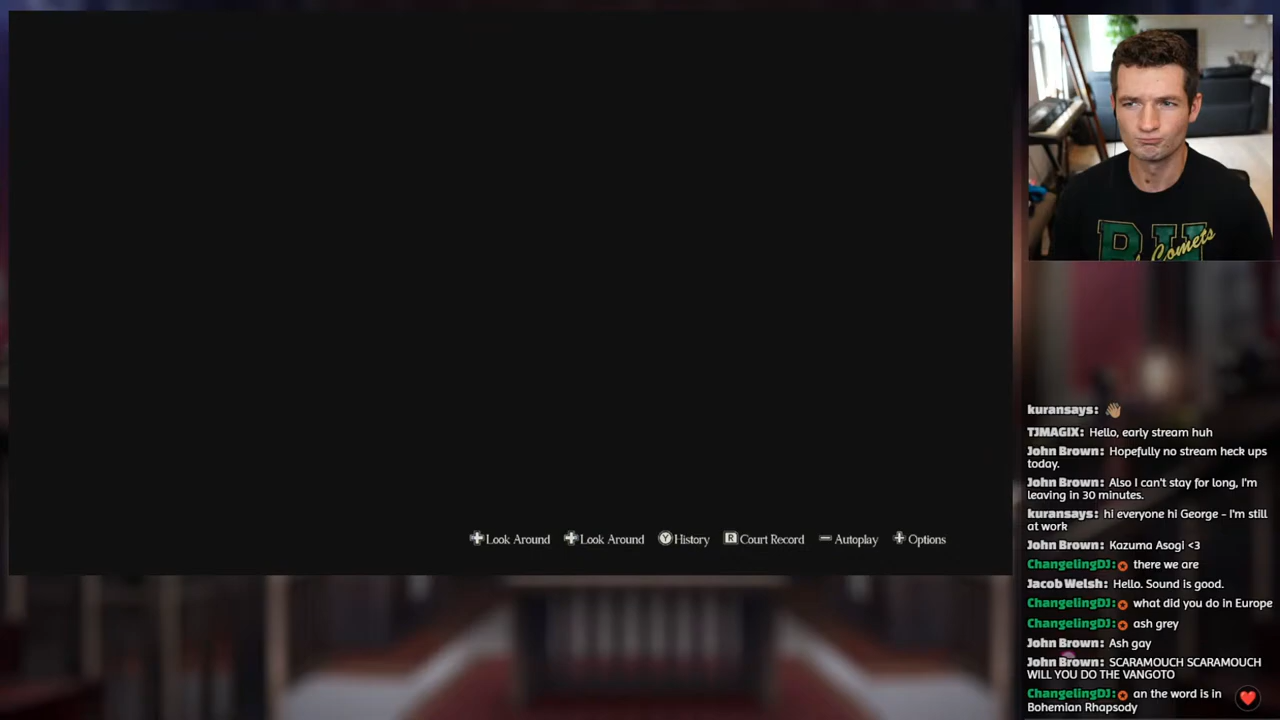 Look Around Look Around Y History R Court Record Autoplay Options
B
Comets
kuransays: 👋🏽
TJMAGIX: Hello, early stream huh
John Brown: Hopefully no stream heck ups
today.
John Brown: Also I can't stay for long, I'm
leaving in 30 minutes.
kuransays: hi everyone hi George - I'm still
at work
John Brown: Kazuma Asogi <3
ChangelingDJ: there we are
Jacob Welsh: Hello. Sound is good.
ChangelingDJ: what did you do in Europe
ChangelingDJ: ash grey
John Brown: Ash gay
John Brown: SCARAMOUCH SCARAMOUCH
WILL YOU DO THE VANGOTO
ChangelingDJ: an the word is in
Bohemian Rhapsody